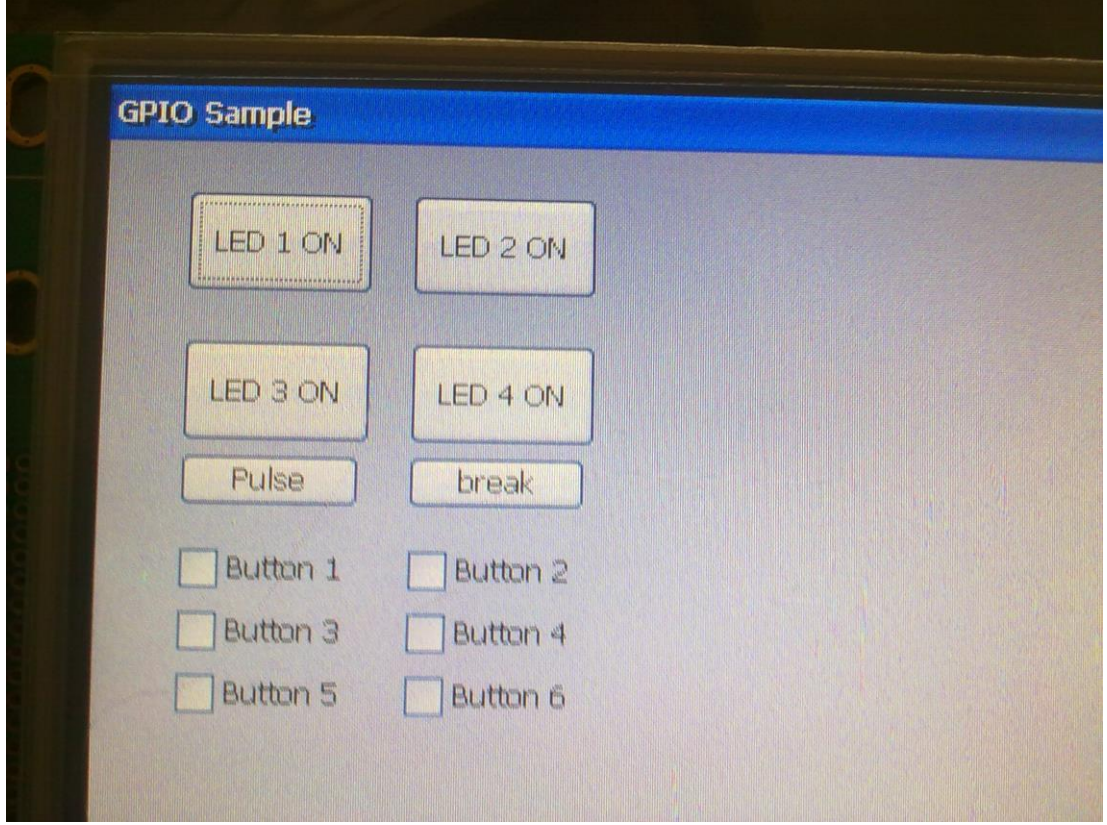 GPIO Sample
LED 1 ON LED 2 ON
LED 3 ON LED 4 ON
Pulse break
Button 1 Button 2
Button 3 Button 4
Button 5 Button 6